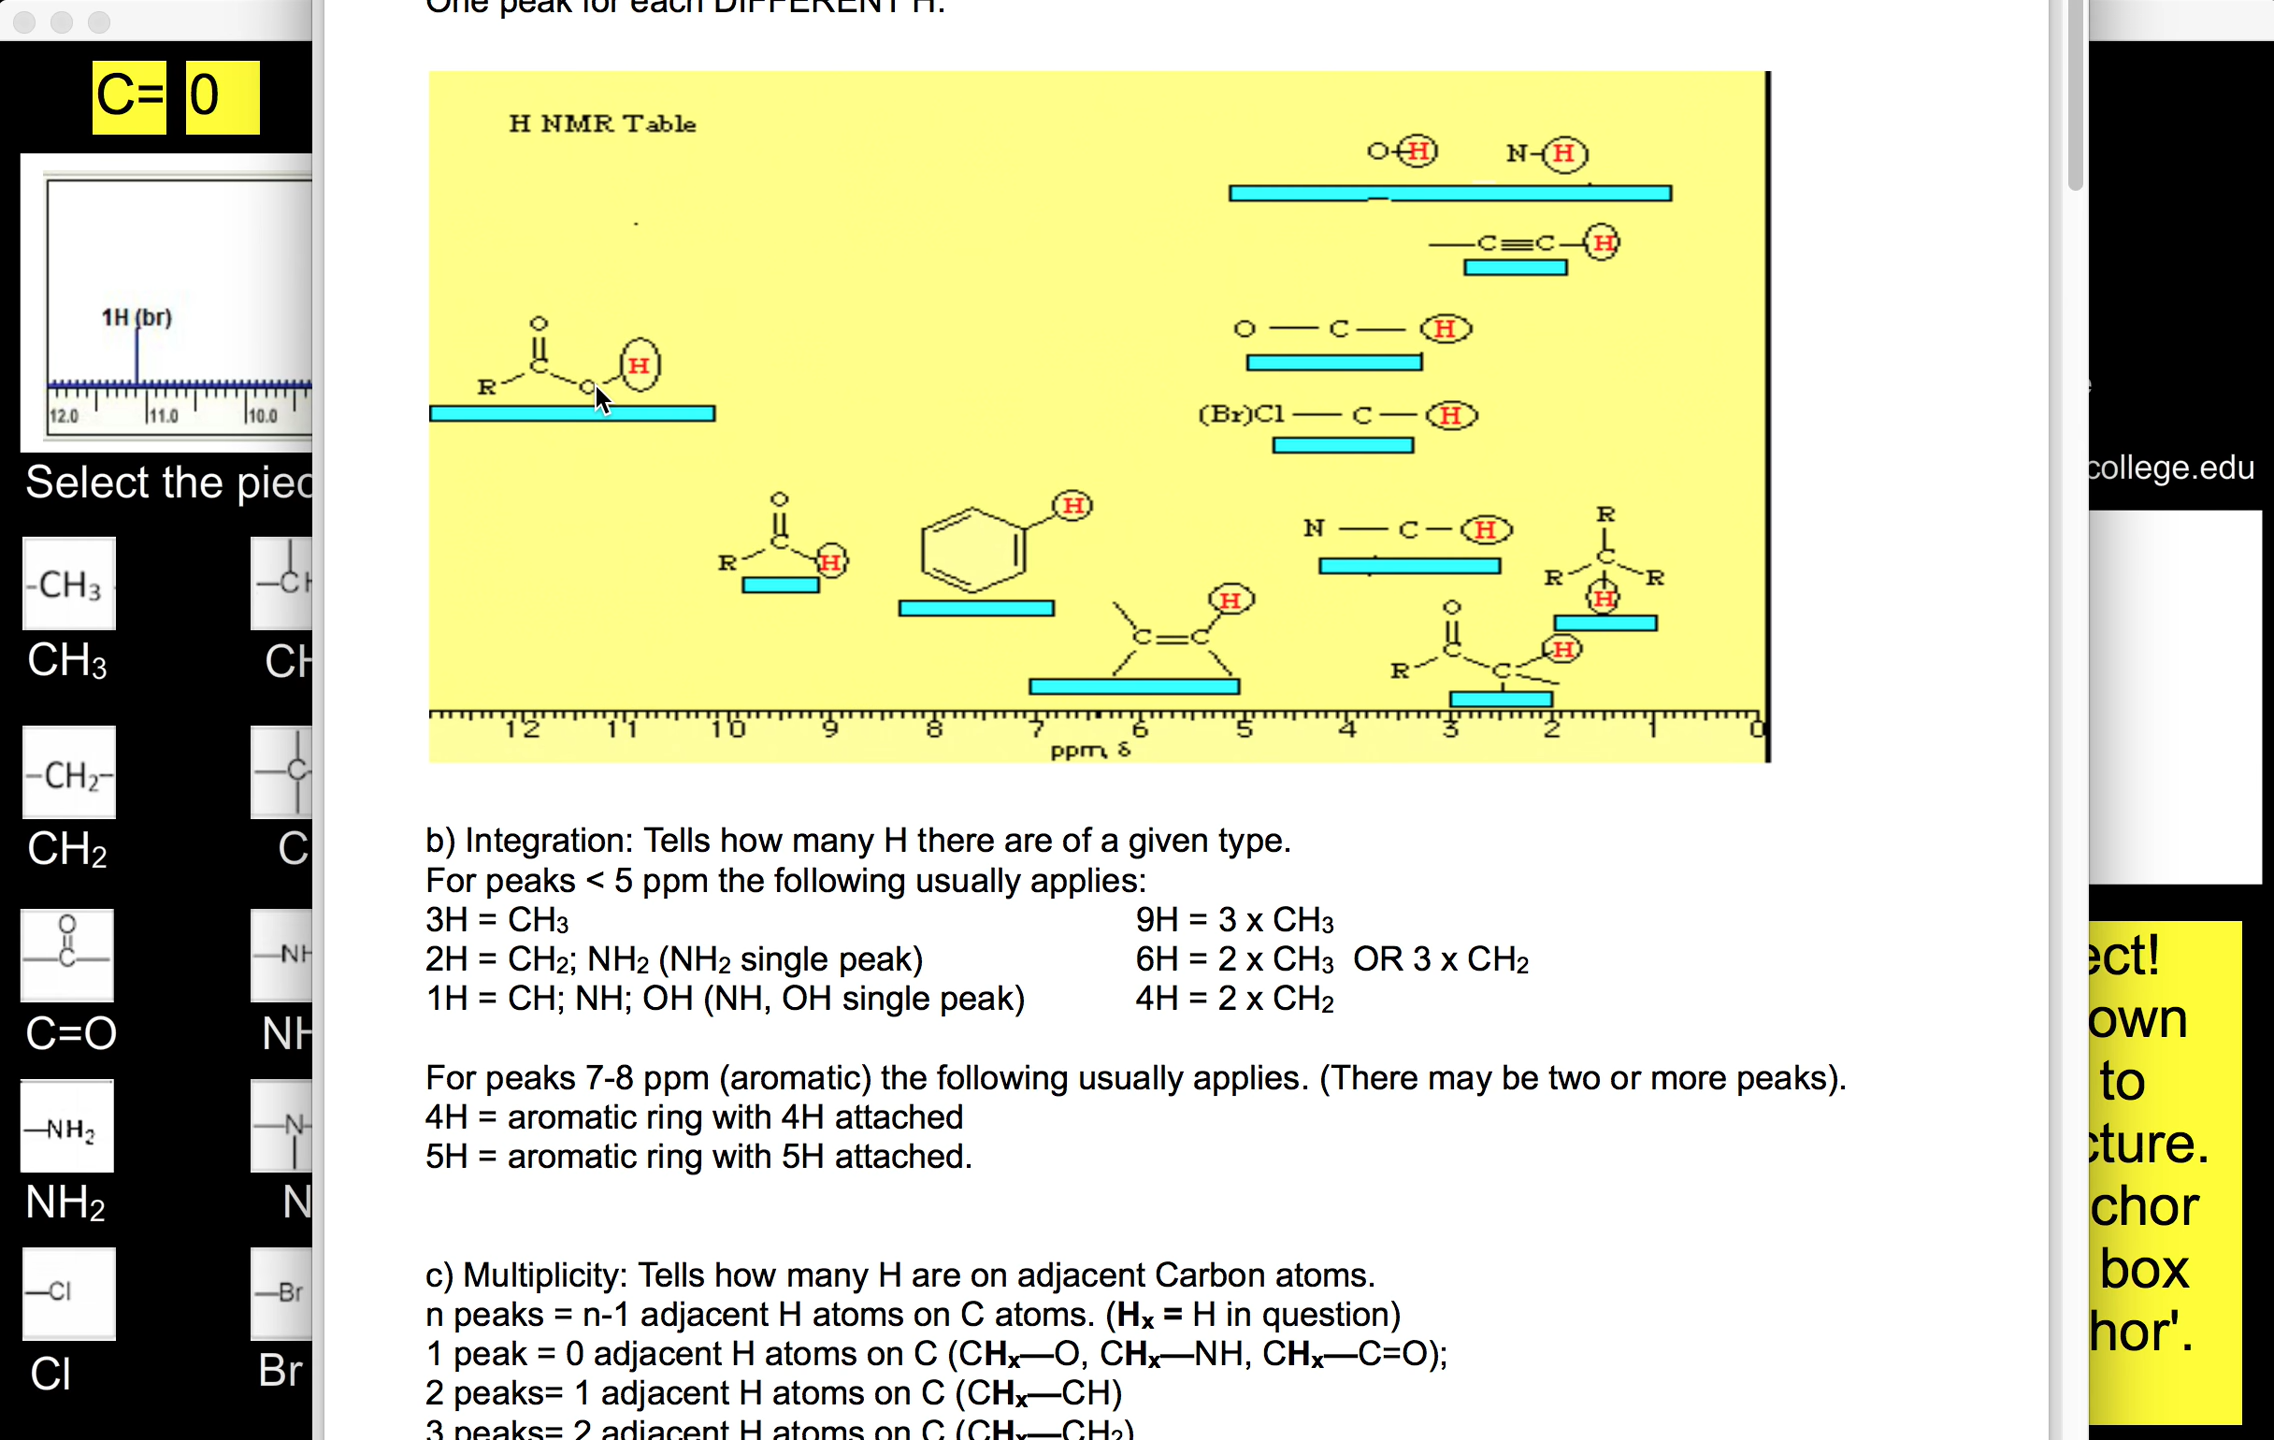 One peak for each DIFFERENT H.
C= 0
H NMR Table
O H N H
C C H
1H (br)
12.0 11.0 10.0
O
R C O H
O C H
(Br)Cl C H
Select the piec
college.edu
O
R C H
H
N C H
R
C
R R
H
C C H
O
R C C H
12 11 10 9 8 7 6 5 4 3 2 1 0
ppm, δ
-CH3
CH3
–C
CH
-CH2-
CH2
C
C
O
C
C=O
–NH
NH
–NH2
NH2
–N
N
–Cl
Cl
–Br
Br
b) Integration: Tells how many H there are of a given type.
For peaks < 5 ppm the following usually applies:
3H = CH3 9H = 3 x CH3
2H = CH2; NH2 (NH2 single peak) 6H = 2 x CH3 OR 3 x CH2
1H = CH; NH; OH (NH, OH single peak) 4H = 2 x CH2
For peaks 7-8 ppm (aromatic) the following usually applies. (There may be two or more peaks).
4H = aromatic ring with 4H attached
5H = aromatic ring with 5H attached.
c) Multiplicity: Tells how many H are on adjacent Carbon atoms.
n peaks = n-1 adjacent H atoms on C atoms. (Hx = H in question)
1 peak = 0 adjacent H atoms on C (CHx—O, CHx—NH, CHx—C=O);
2 peaks= 1 adjacent H atoms on C (CHx—CH)
3 peaks= 2 adjacent H atoms on C (CHx—CH2)
ect!
own
to
cture.
chor
box
hor'.